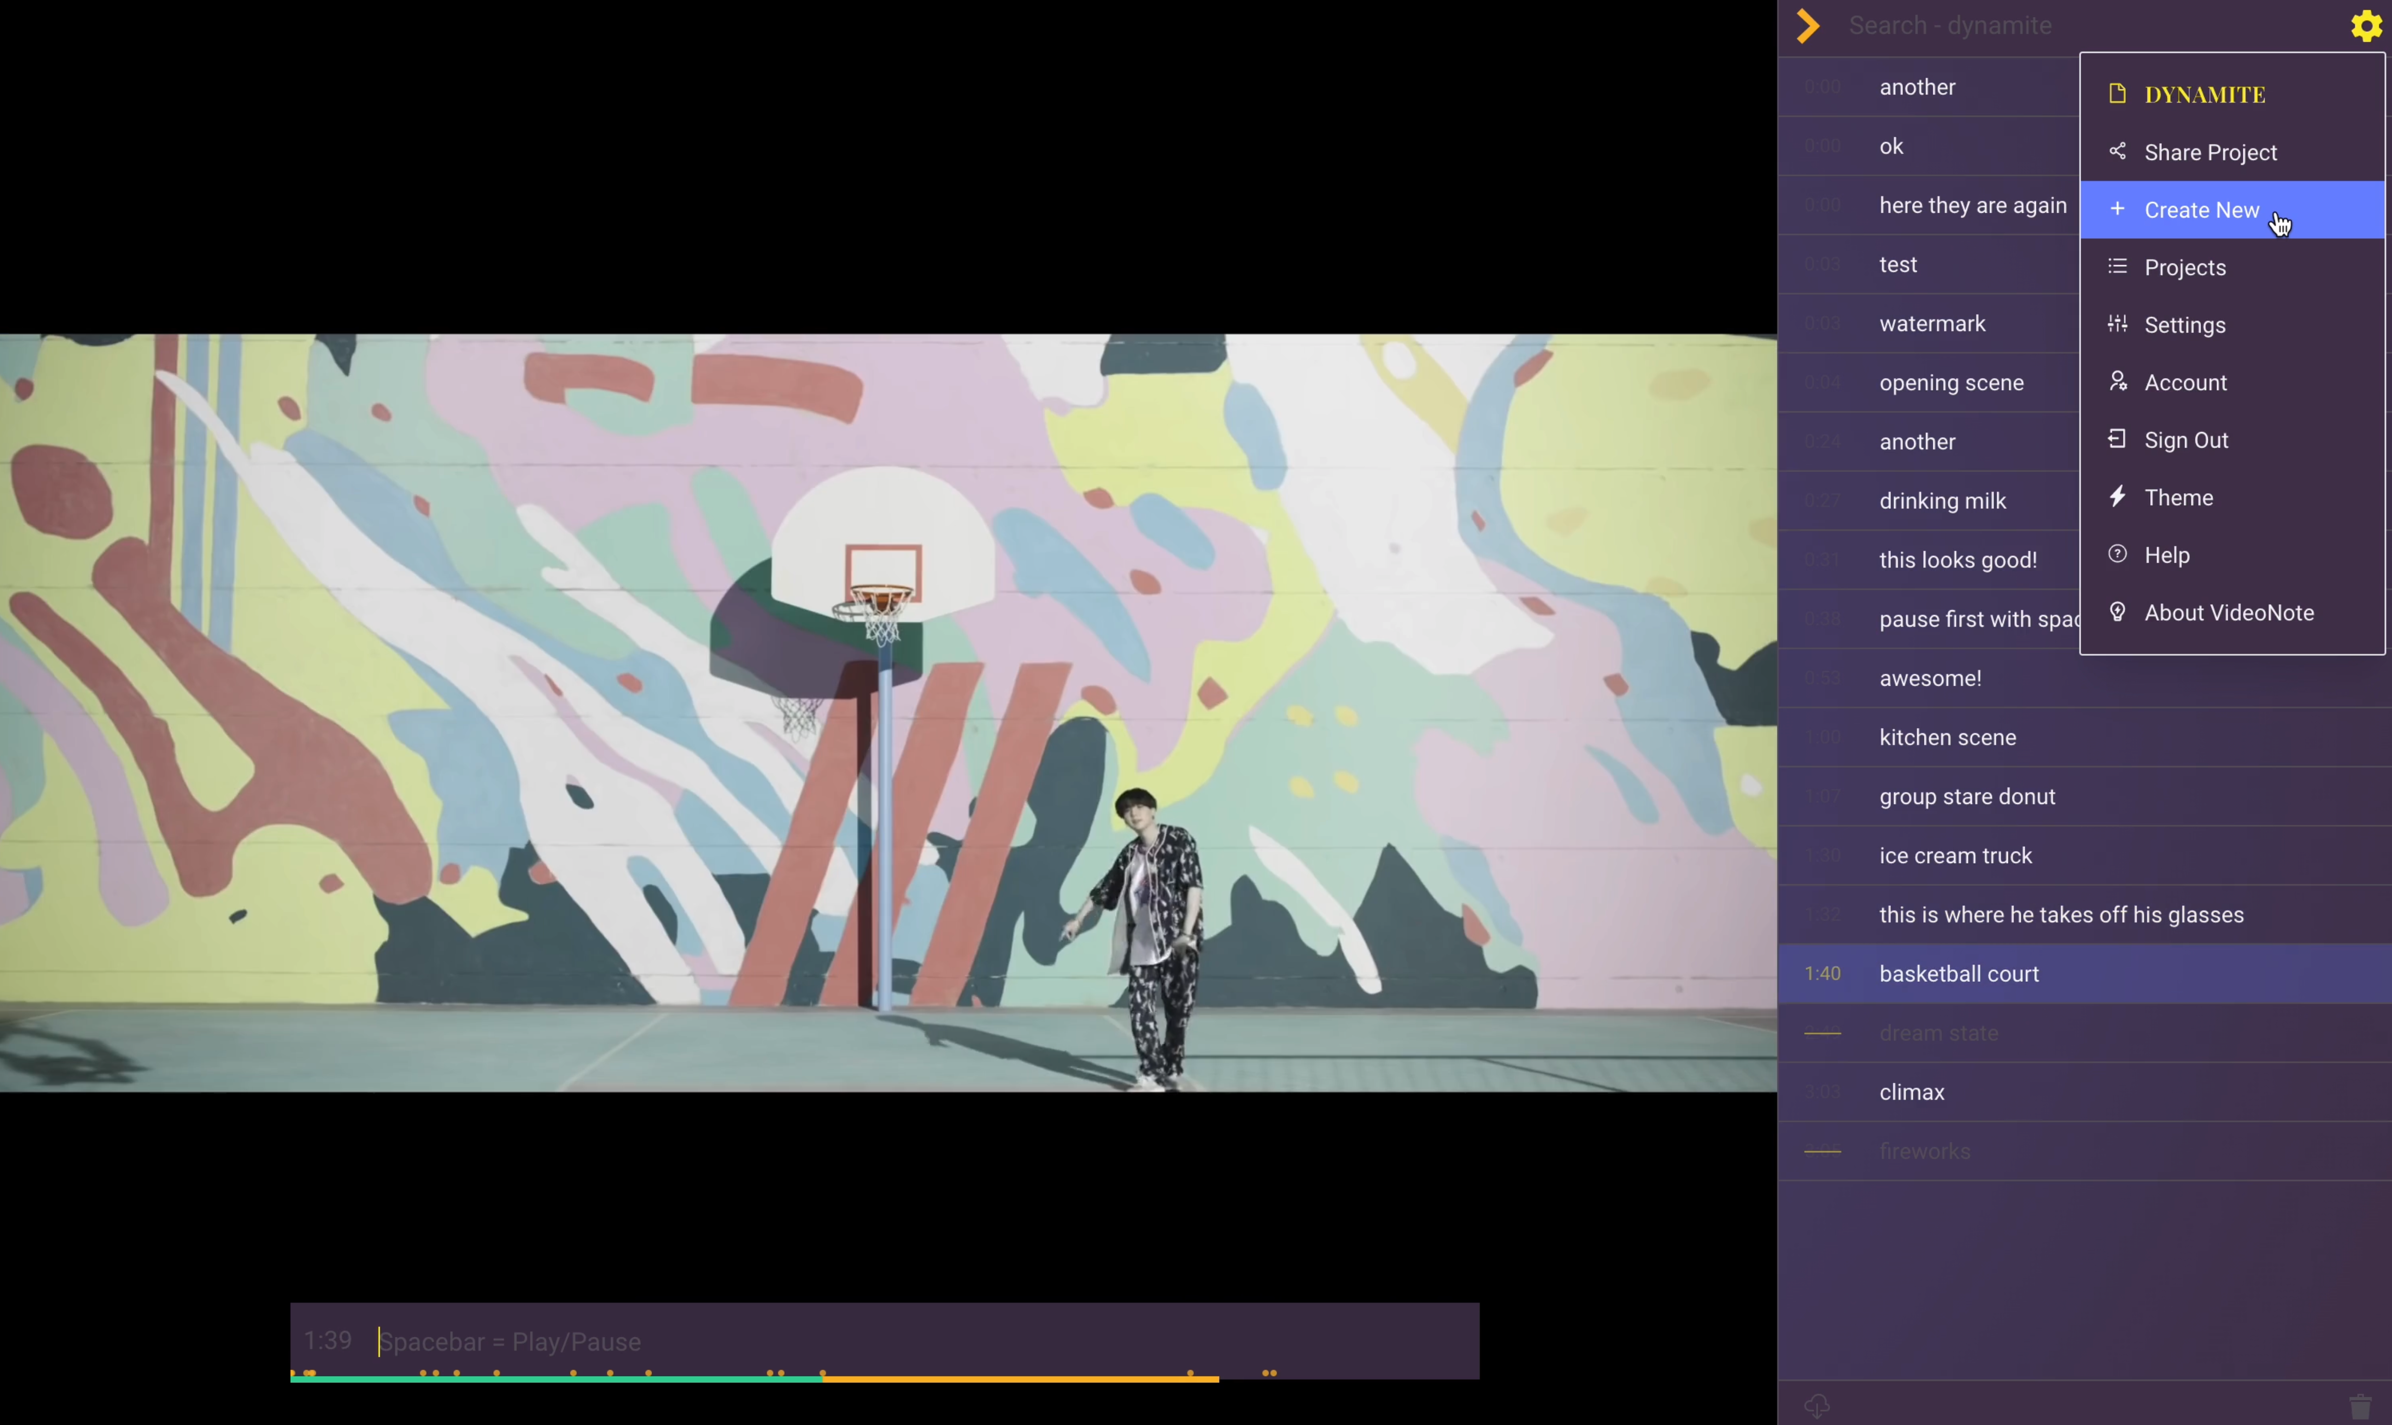 Search - dynamite
0:00 another
0:00 ok
0:00 here they are again
0:03 test
0:03 watermark
0:04 opening scene
0:24 another
0:27 drinking milk
0:31 this looks good!
0:38 pause first with spac
0:53 awesome!
1:00 kitchen scene
1:07 group stare donut
1:30 ice cream truck
1:32 this is where he takes off his glasses
1:40 basketball court
dream state
3:03 climax
fireworks
DYNAMITE
Share Project
Create New
Projects
Settings
Account
Sign Out
Theme
Help
About VideoNote
1:39 Spacebar = Play/Pause